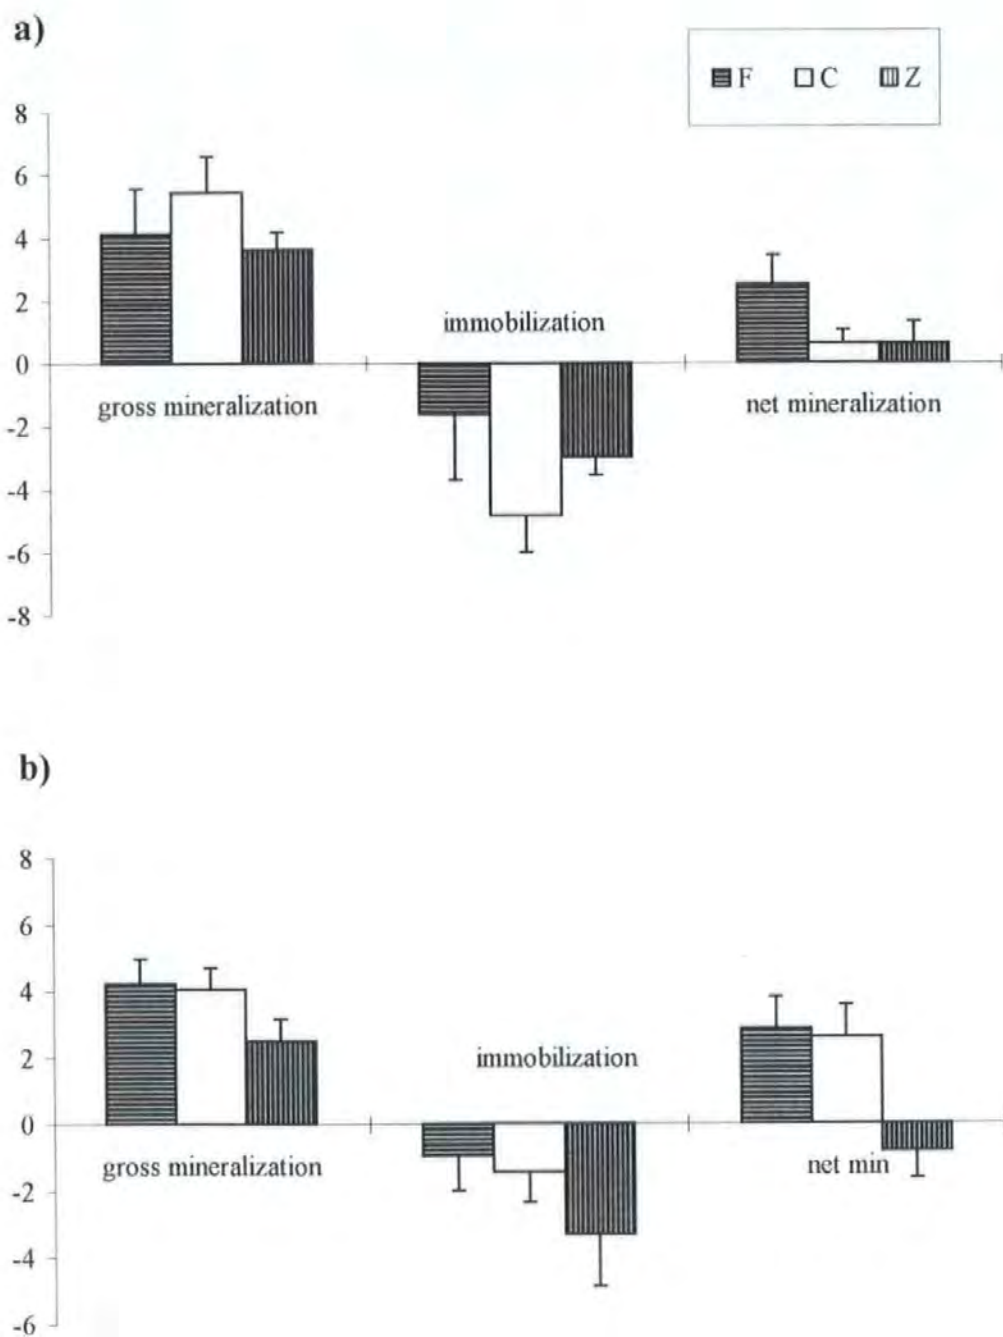 a)
F C Z
8
6
4
2
0
-2
-4
-6
-8
gross mineralization
immobilization
net mineralization
b)
8
6
4
2
0
-2
-4
-6
gross mineralization
immobilization
net min